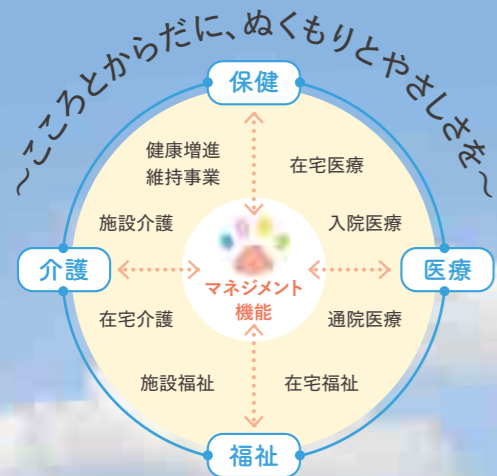 ～こころとからだに、ぬくもりとやさしさを～
保健
健康増進
維持事業
在宅医療
施設介護
入院医療
介護
マネジメント
機能
医療
在宅介護
通院医療
施設福祉
在宅福祉
福祉